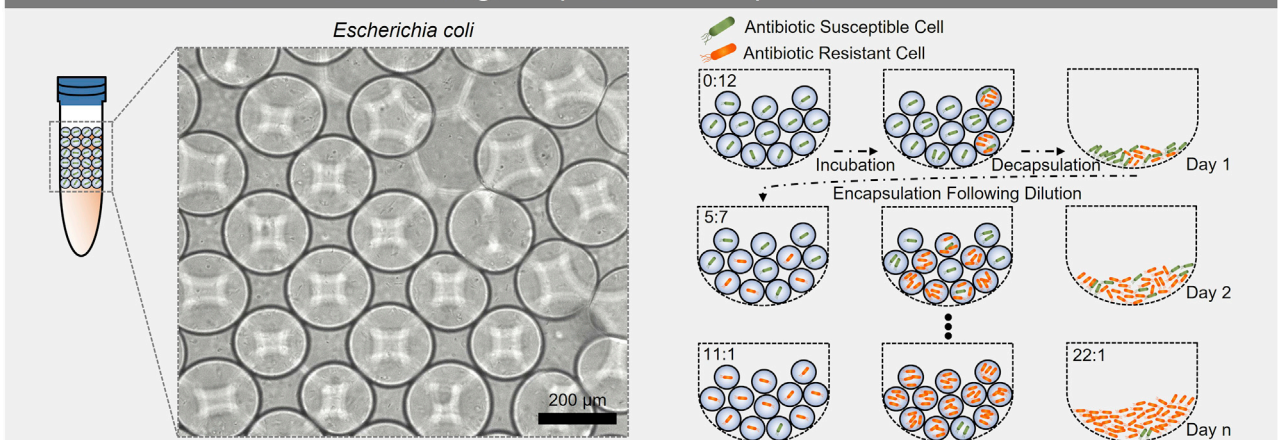 Escherichia coli
200 μm
Antibiotic Susceptible Cell
Antibiotic Resistant Cell
0:12
Incubation
Decapsulation
Day 1
Encapsulation Following Dilution
5:7
Day 2
11:1
22:1
Day n